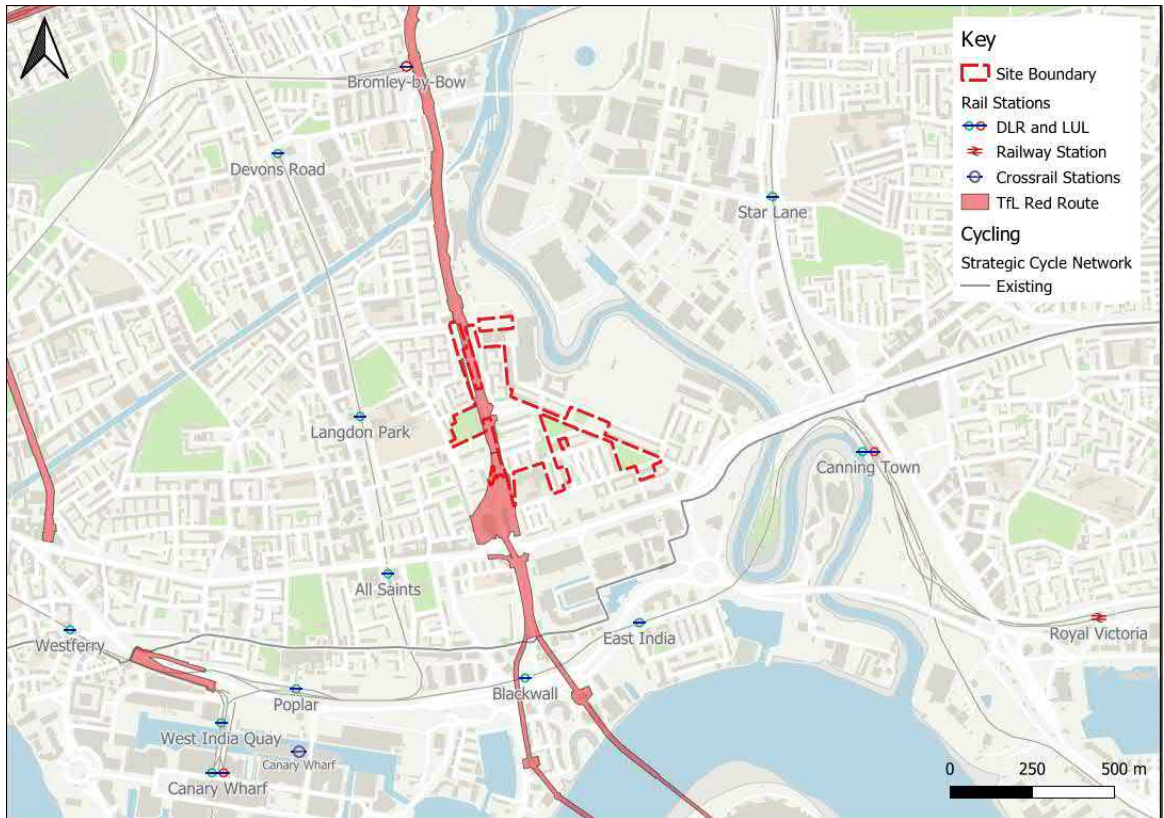 Key
Site Boundary
Rail Stations
DLR and LUL
Railway Station
Crossrail Stations
TfL Red Route
Cycling
Strategic Cycle Network
Existing
Bromley-by-Bow
Devons Road
Star Lane
Langdon Park
Canning Town
All Saints
Westferry
East India
Royal Victoria
Poplar
Blackwall
West India Quay
Canary Wharf
Canary Wharf
0 250 500 m